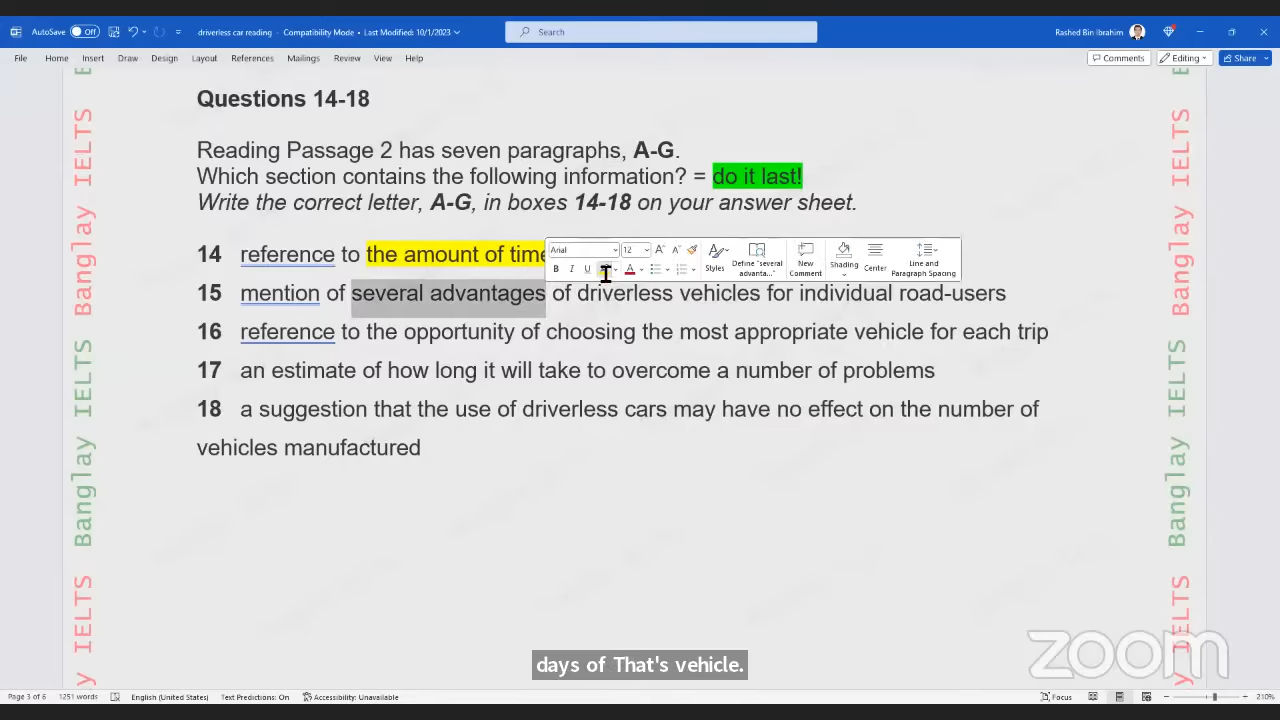 AutoSave Off driverless car reading - Compatibility Mode • Last Modified: 10/1/2023 Search Rashed Bin Ibrahim
File Home Insert Draw Design Layout References Mailings Review View Help Comments Editing Share
Questions 14-18
Reading Passage 2 has seven paragraphs, A-G.
Which section contains the following information? = do it last!
Write the correct letter, A-G, in boxes 14-18 on your answer sheet.
14 reference to the amount of time
Arial 12 A A Styles Define "several advanta..." New Comment Shading Center Line and Paragraph Spacing
B I U A
15 mention of several advantages of driverless vehicles for individual road-users
16 reference to the opportunity of choosing the most appropriate vehicle for each trip
17 an estimate of how long it will take to overcome a number of problems
18 a suggestion that the use of driverless cars may have no effect on the number of
vehicles manufactured
Banglay IELTS
Banglay IELTS
Banglay IELTS
Banglay IELTS
zoom
days of That's vehicle.
Page 3 of 6 1251 words English (United States) Text Predictions: On Accessibility: Unavailable Focus 210%